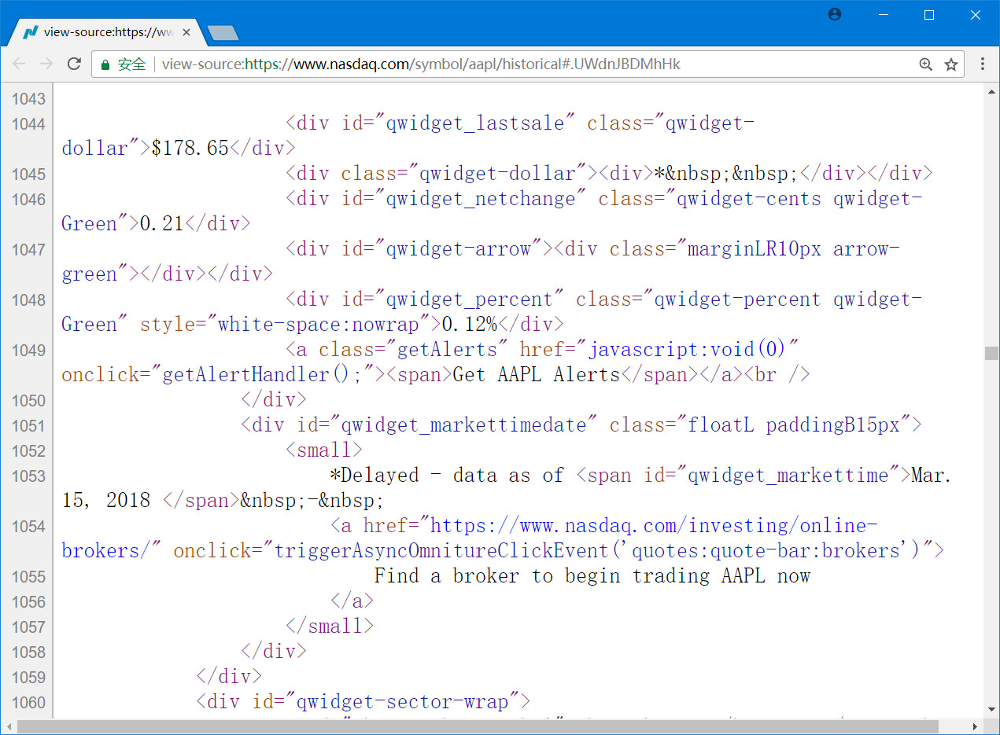 view-source:https://ww
安全 view-source:https://www.nasdaq.com/symbol/aapl/historical#.UWdnJBDMhHk
1043
1044 <div id="qwidget_lastsale" class="qwidget-
dollar">$178.65</div>
1045 <div class="qwidget-dollar"><div>*&nbsp;&nbsp;</div></div>
1046 <div id="qwidget_netchange" class="qwidget-cents qwidget-
Green">0.21</div>
1047 <div id="qwidget-arrow"><div class="marginLR10px arrow-
green"></div></div>
1048 <div id="qwidget_percent" class="qwidget-percent qwidget-
Green" style="white-space:nowrap">0.12%</div>
1049 <a class="getAlerts" href="javascript:void(0)"
onclick="getAlertHandler();"><span>Get AAPL Alerts</span></a><br />
1050 </div>
1051 <div id="qwidget_markettimedate" class="floatL paddingB15px">
1052 <small>
1053 *Delayed - data as of <span id="qwidget_markettime">Mar.
15, 2018 </span>&nbsp;-&nbsp;
1054 <a href="https://www.nasdaq.com/investing/online-
brokers/" onclick="triggerAsyncOmnitureClickEvent('quotes:quote-bar:brokers')">
1055 Find a broker to begin trading AAPL now
1056 </a>
1057 </small>
1058 </div>
1059 </div>
1060 <div id="qwidget-sector-wrap">